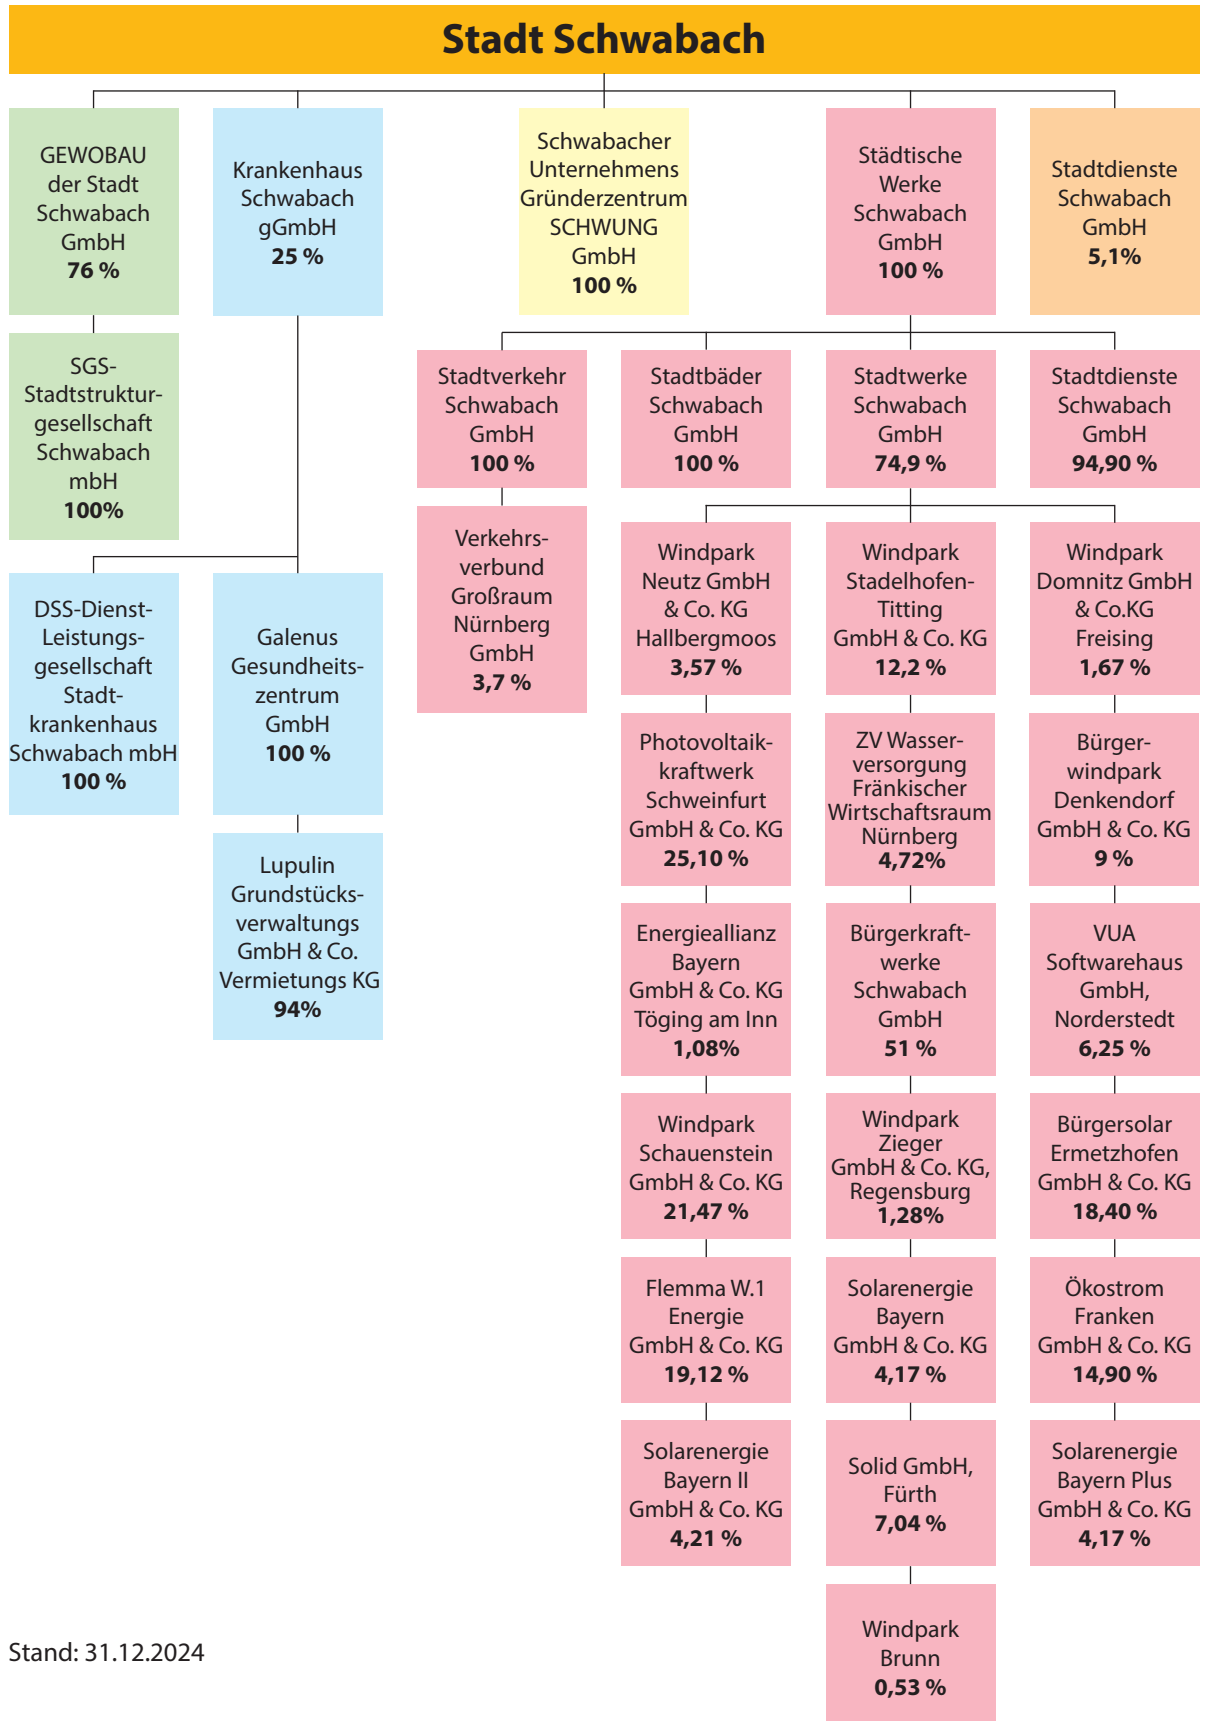 Stadt Schwabach
GEWOBAU
der Stadt
Schwabach
GmbH
76 %
Krankenhaus
Schwabach
gGmbH
25 %
Schwabacher
Unternehmens
Gründerzentrum
SCHWUNG
GmbH
100 %
Städtische
Werke
Schwabach
GmbH
100 %
Stadtdienste
Schwabach
GmbH
5,1%
SGS-
Stadtstruktur-
gesellschaft
Schwabach
mbH
100%
Stadtverkehr
Schwabach
GmbH
100 %
Stadtbäder
Schwabach
GmbH
100 %
Stadtwerke
Schwabach
GmbH
74,9 %
Stadtdienste
Schwabach
GmbH
94,90 %
DSS-Dienst-
Leistungs-
gesellschaft
Stadt-
krankenhaus
Schwabach mbH
100 %
Galenus
Gesundheits-
zentrum
GmbH
100 %
Lupulin
Grundstücks-
verwaltungs
GmbH & Co.
Vermietungs KG
94%
Verkehrs-
verbund
Großraum
Nürnberg
GmbH
3,7 %
Windpark
Neutz GmbH
& Co. KG
Hallbergmoos
3,57 %
Windpark
Stadelhofen-
Titting
GmbH & Co. KG
12,2 %
Windpark
Domnitz GmbH
& Co.KG
Freising
1,67 %
Photovoltaik-
kraftwerk
Schweinfurt
GmbH & Co. KG
25,10 %
ZV Wasser-
versorgung
Fränkischer
Wirtschaftsraum
Nürnberg
4,72%
Bürger-
windpark
Denkendorf
GmbH & Co. KG
9 %
Energieallianz
Bayern
GmbH & Co. KG
Töging am Inn
1,08%
Bürgerkraft-
werke
Schwabach
GmbH
51 %
VUA
Softwarehaus
GmbH,
Norderstedt
6,25 %
Windpark
Schauenstein
GmbH & Co. KG
21,47 %
Windpark
Zieger
GmbH & Co. KG,
Regensburg
1,28%
Bürgersolar
Ermetzhofen
GmbH & Co. KG
18,40 %
Flemma W.1
Energie
GmbH & Co. KG
19,12 %
Solarenergie
Bayern
GmbH & Co. KG
4,17 %
Ökostrom
Franken
GmbH & Co. KG
14,90 %
Solarenergie
Bayern II
GmbH & Co. KG
4,21 %
Solid GmbH,
Fürth
7,04 %
Solarenergie
Bayern Plus
GmbH & Co. KG
4,17 %
Windpark
Brunn
0,53 %
Stand: 31.12.2024